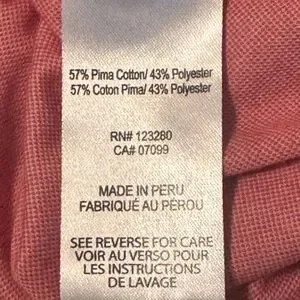 57% Pima Cotton/ 43% Polyester
57% Coton Pima/ 43% Polyester
RN# 123280
CA# 07099
MADE IN PERU
FABRIQUÉ AU PÉROU
SEE REVERSE FOR CARE
VOIR AU VERSO POUR
LES INSTRUCTIONS
DE LAVAGE